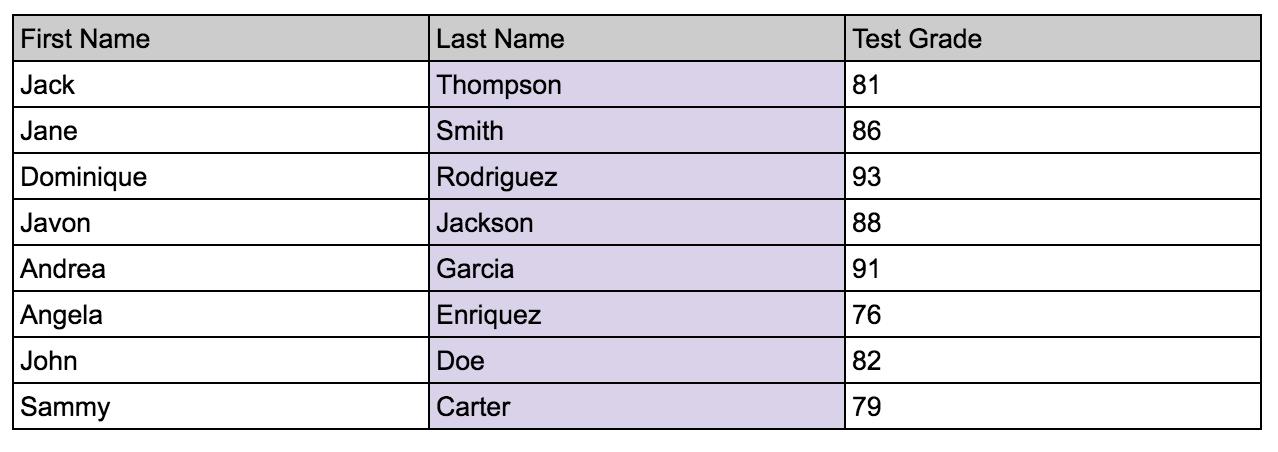 First Name Last Name Test Grade
Jack Thompson 81
Jane Smith 86
Dominique Rodriguez 93
Javon Jackson 88
Andrea Garcia 91
Angela Enriquez 76
John Doe 82
Sammy Carter 79